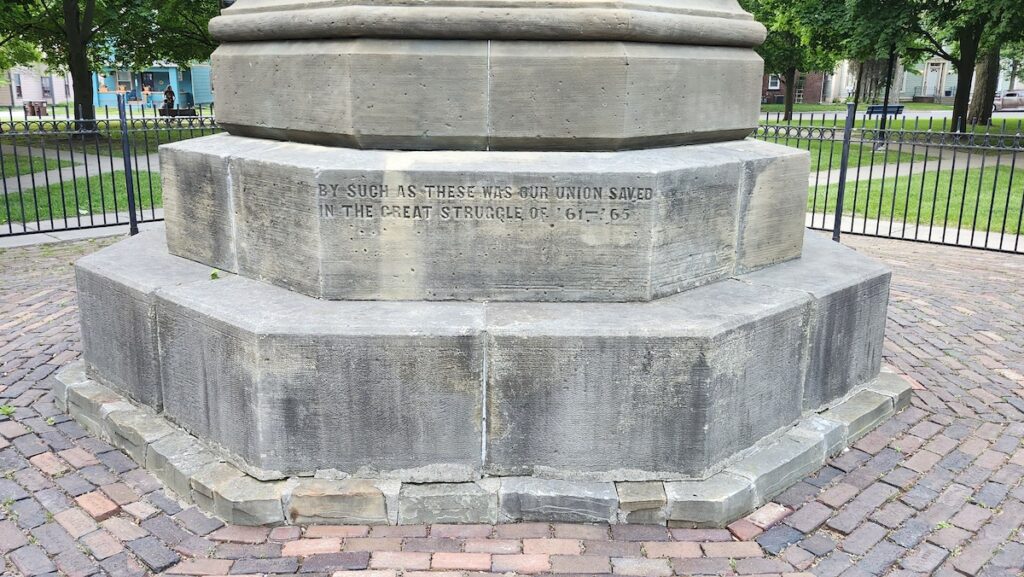 BY SUCH AS THESE WAS OUR UNION SAVED
IN THE GREAT STRUGGLE OF '61-'65